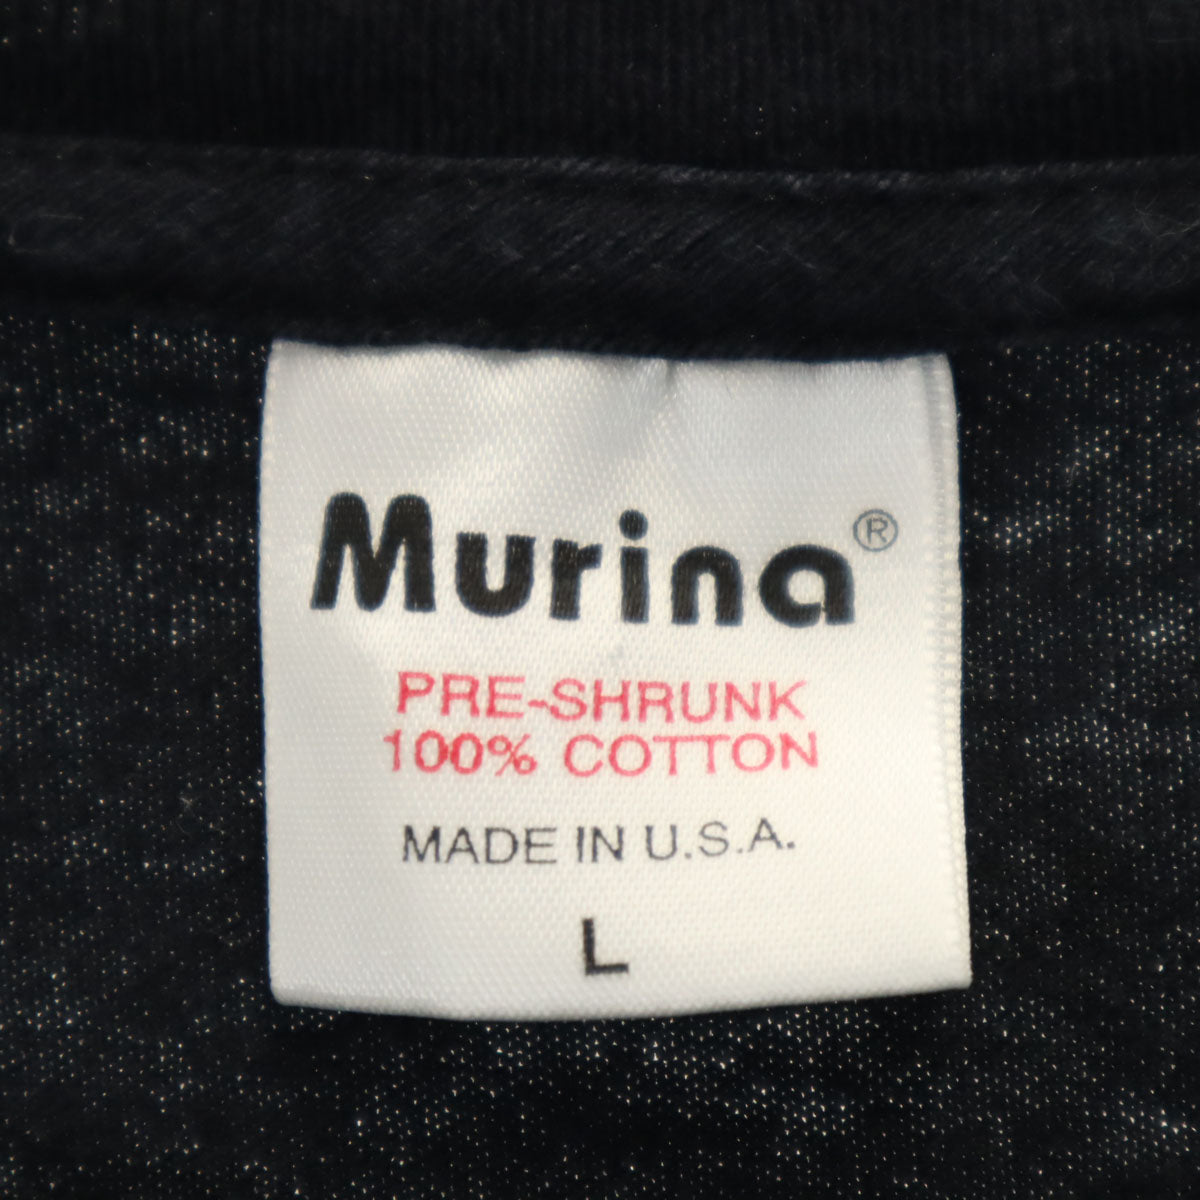 Murina®
PRE-SHRUNK
100% COTTON
MADE IN U.S.A.
L